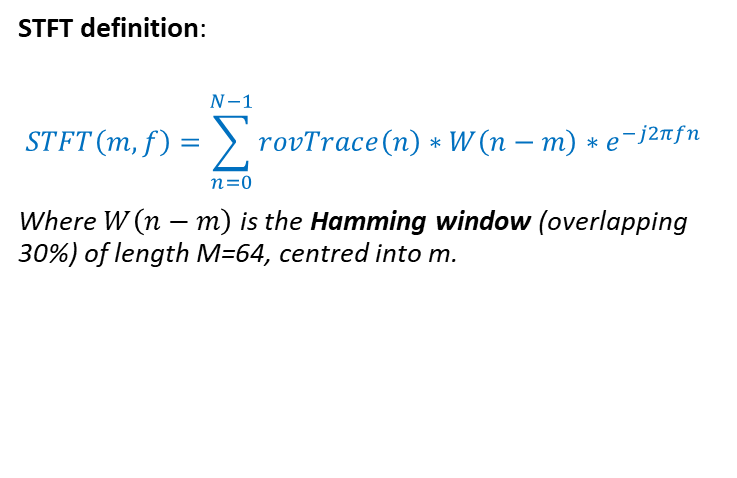 STFT definition:
N−1
STFT(m, f) = ∑ rovTrace(n) * W(n − m) * e^{−j2πfn}
n=0
Where W(n − m) is the Hamming window (overlapping
30%) of length M=64, centred into m.